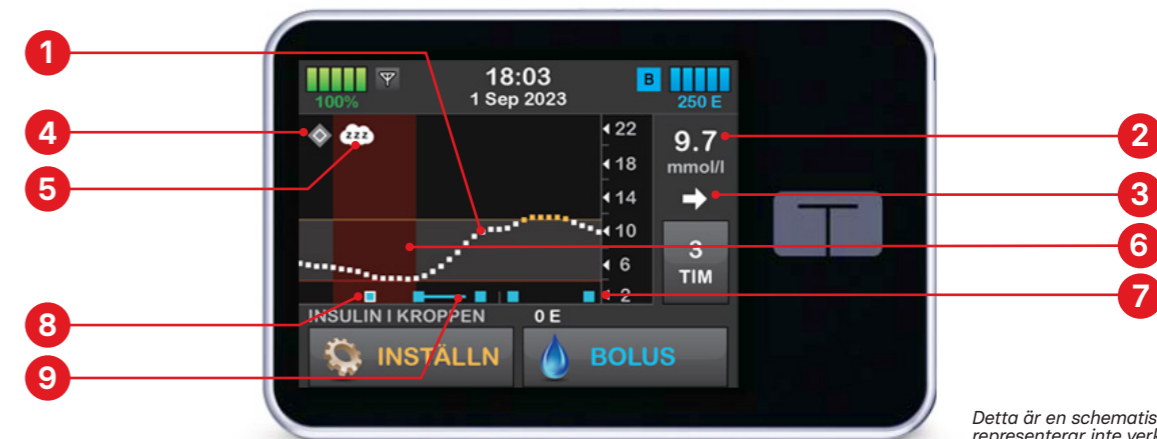 1
18:03
B
100%
1 Sep 2023
250 E
4
zzz
22
9.7
2
mmol/l
5
18
14
3
10
3
6
6
TIM
2
7
8
INSULIN I KROPPEN 0 E
INSTÄLLN
BOLUS
9
T
Detta är en schematis
representerar inte